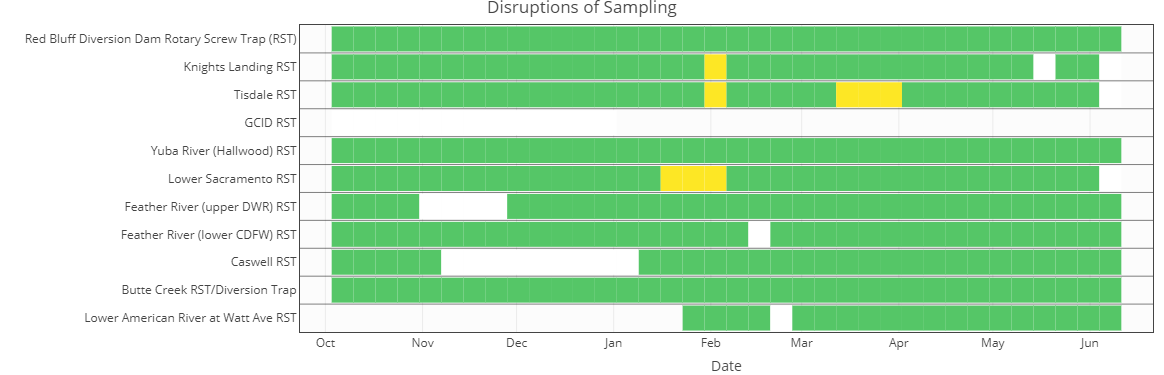 Disruptions of Sampling
Red Bluff Diversion Dam Rotary Screw Trap (RST)
Knights Landing RST
Tisdale RST
GCID RST
Yuba River (Hallwood) RST
Lower Sacramento RST
Feather River (upper DWR) RST
Feather River (lower CDFW) RST
Caswell RST
Butte Creek RST/Diversion Trap
Lower American River at Watt Ave RST
Oct Nov Dec Jan Feb Mar Apr May Jun
Date